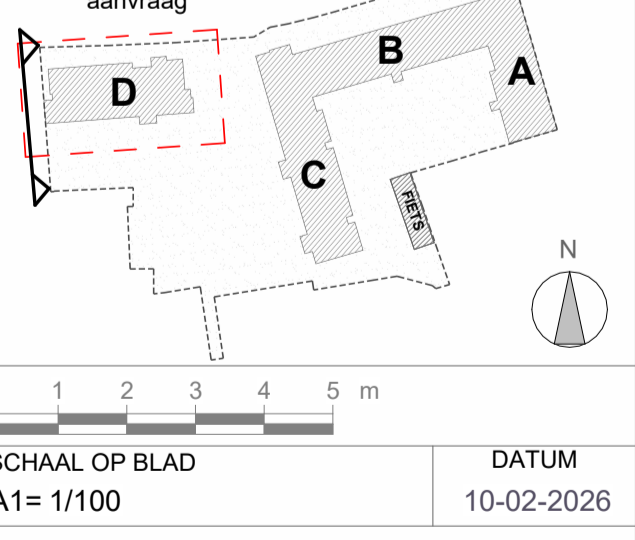 aanvraag
B
A
D
C
FIETS
N
1 2 3 4 5 m
SCHAAL OP BLAD
DATUM
A1= 1/100
10-02-2026